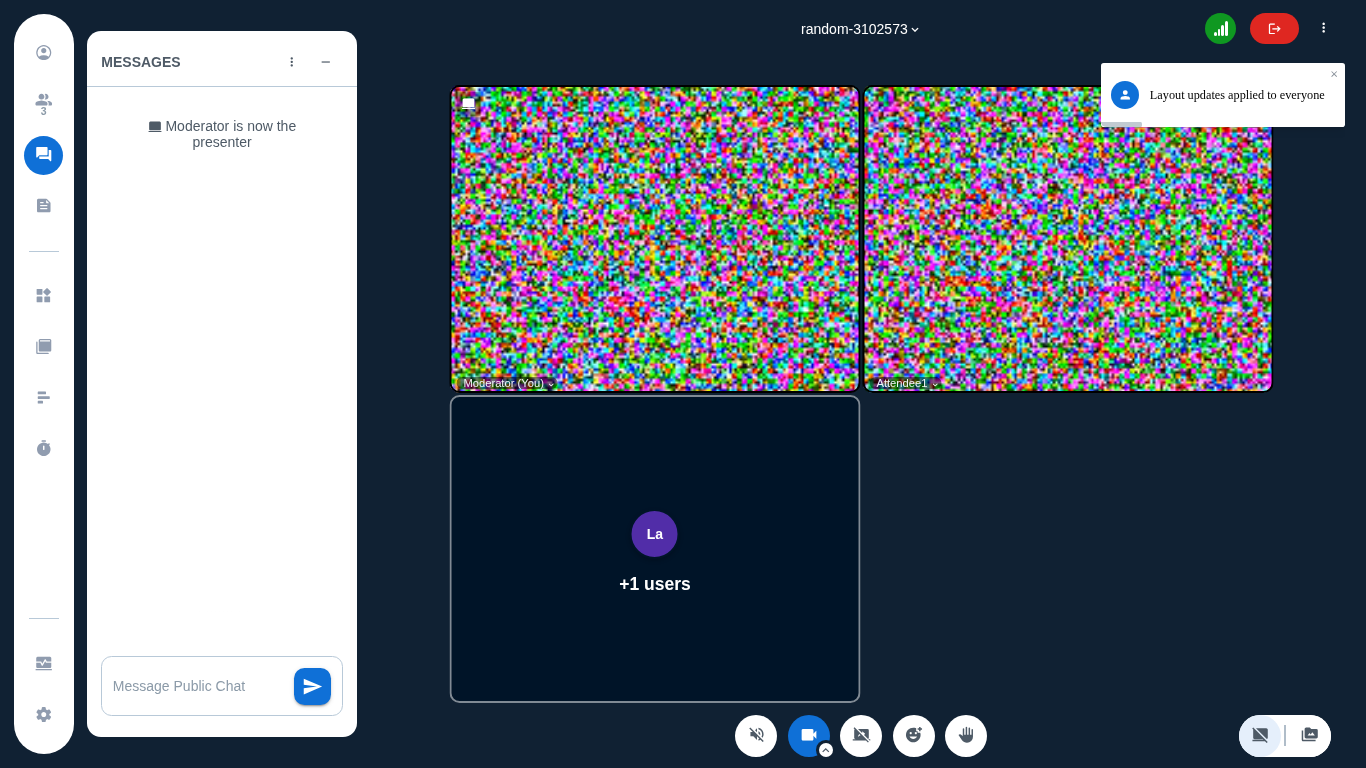 random-3102573
3
MESSAGES
Moderator is now the
presenter
Layout updates applied to everyone
Moderator (You)
Attendee1
La
+1 users
Message Public Chat